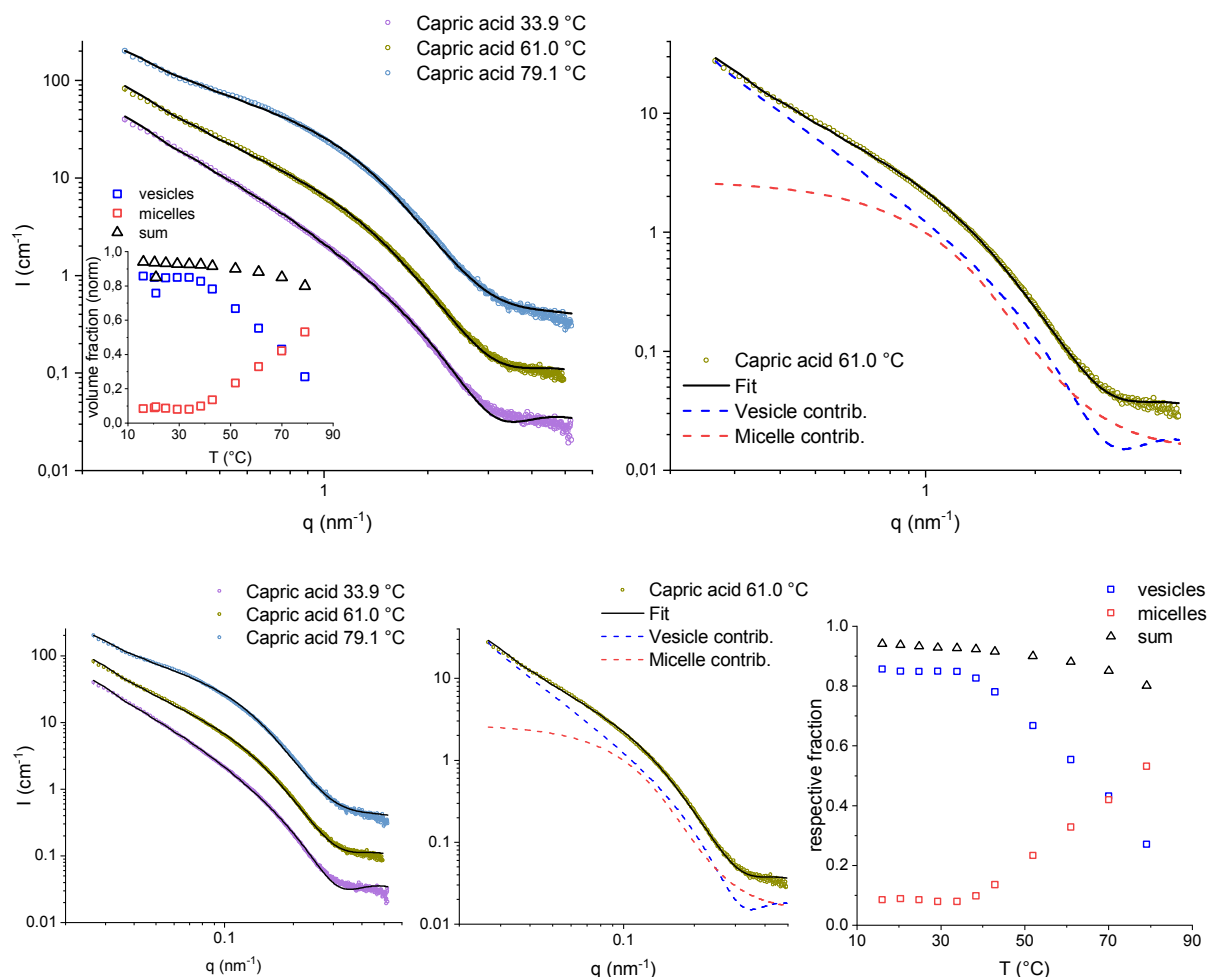 Capric acid 33.9 °C
Capric acid 61.0 °C
Capric acid 79.1 °C
I (cm⁻¹)
100
10
1
0,1
0,01
1
q (nm⁻¹)
vesicles
micelles
sum
volume fraction (norm)
1,0
0,8
0,6
0,4
0,2
0,0
10 30 50 70 90
T (°C)
10
1
0,1
0,01
Capric acid 61.0 °C
Fit
Vesicle contrib.
Micelle contrib.
1
q (nm⁻¹)
Capric acid 33.9 °C
Capric acid 61.0 °C
Capric acid 79.1 °C
I (cm⁻¹)
100
10
1
0.1
0.01
0.1
q (nm⁻¹)
Capric acid 61.0 °C
Fit
Vesicle contrib.
Micelle contrib.
10
1
0.1
0.01
0.1
q (nm⁻¹)
vesicles
micelles
sum
respective fraction
1.0
0.8
0.6
0.4
0.2
0.0
10 30 50 70 90
T (°C)